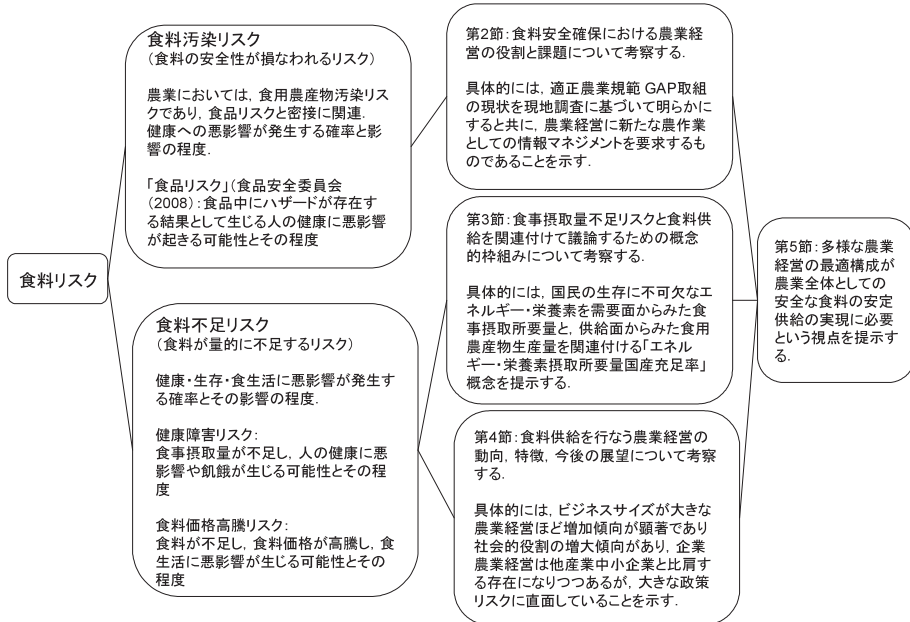 食料リスク
食料汚染リスク
(食料の安全性が損なわれるリスク)
農業においては, 食用農産物汚染リス
クであり, 食品リスクと密接に関連.
健康への悪影響が発生する確率と影
響の程度.
「食品リスク」(食品安全委員会
(2008):食品中にハザードが存在す
る結果として生じる人の健康に悪影響
が起きる可能性とその程度
食料不足リスク
(食料が量的に不足するリスク)
健康・生存・食生活に悪影響が発生す
る確率とその影響の程度.
健康障害リスク:
食事摂取量が不足し, 人の健康に悪
影響や飢餓が生じる可能性とその程
度
食料価格高騰リスク:
食料が不足し, 食料価格が高騰し, 食
生活に悪影響が生じる可能性とその
程度
第2節:食料安全確保における農業経
営の役割と課題について考察する.
具体的には, 適正農業規範 GAP取組
の現状を現地調査に基づいて明らかに
すると共に, 農業経営に新たな農作業
としての情報マネジメントを要求するも
のであることを示す.
第3節:食事摂取量不足リスクと食料供
給を関連付けて議論するための概念
的枠組みについて考察する.
具体的には, 国民の生存に不可欠なエ
ネルギー・栄養素を需要面からみた食
事摂取所要量と, 供給面からみた食用
農産物生産量を関連付ける「エネル
ギー・栄養素摂取所要量国産充足率」
概念を提示する.
第4節:食料供給を行なう農業経営の
動向, 特徴, 今後の展望について考察
する.
具体的には, ビジネスサイズが大きな
農業経営ほど増加傾向が顕著であり
社会的役割の増大傾向があり, 企業
農業経営は他産業中小企業と比肩す
る存在になりつつあるが, 大きな政策
リスクに直面していることを示す.
第5節:多様な農業
経営の最適構成が
農業全体としての
安全な食料の安定
供給の実現に必要
という視点を提示す
る.